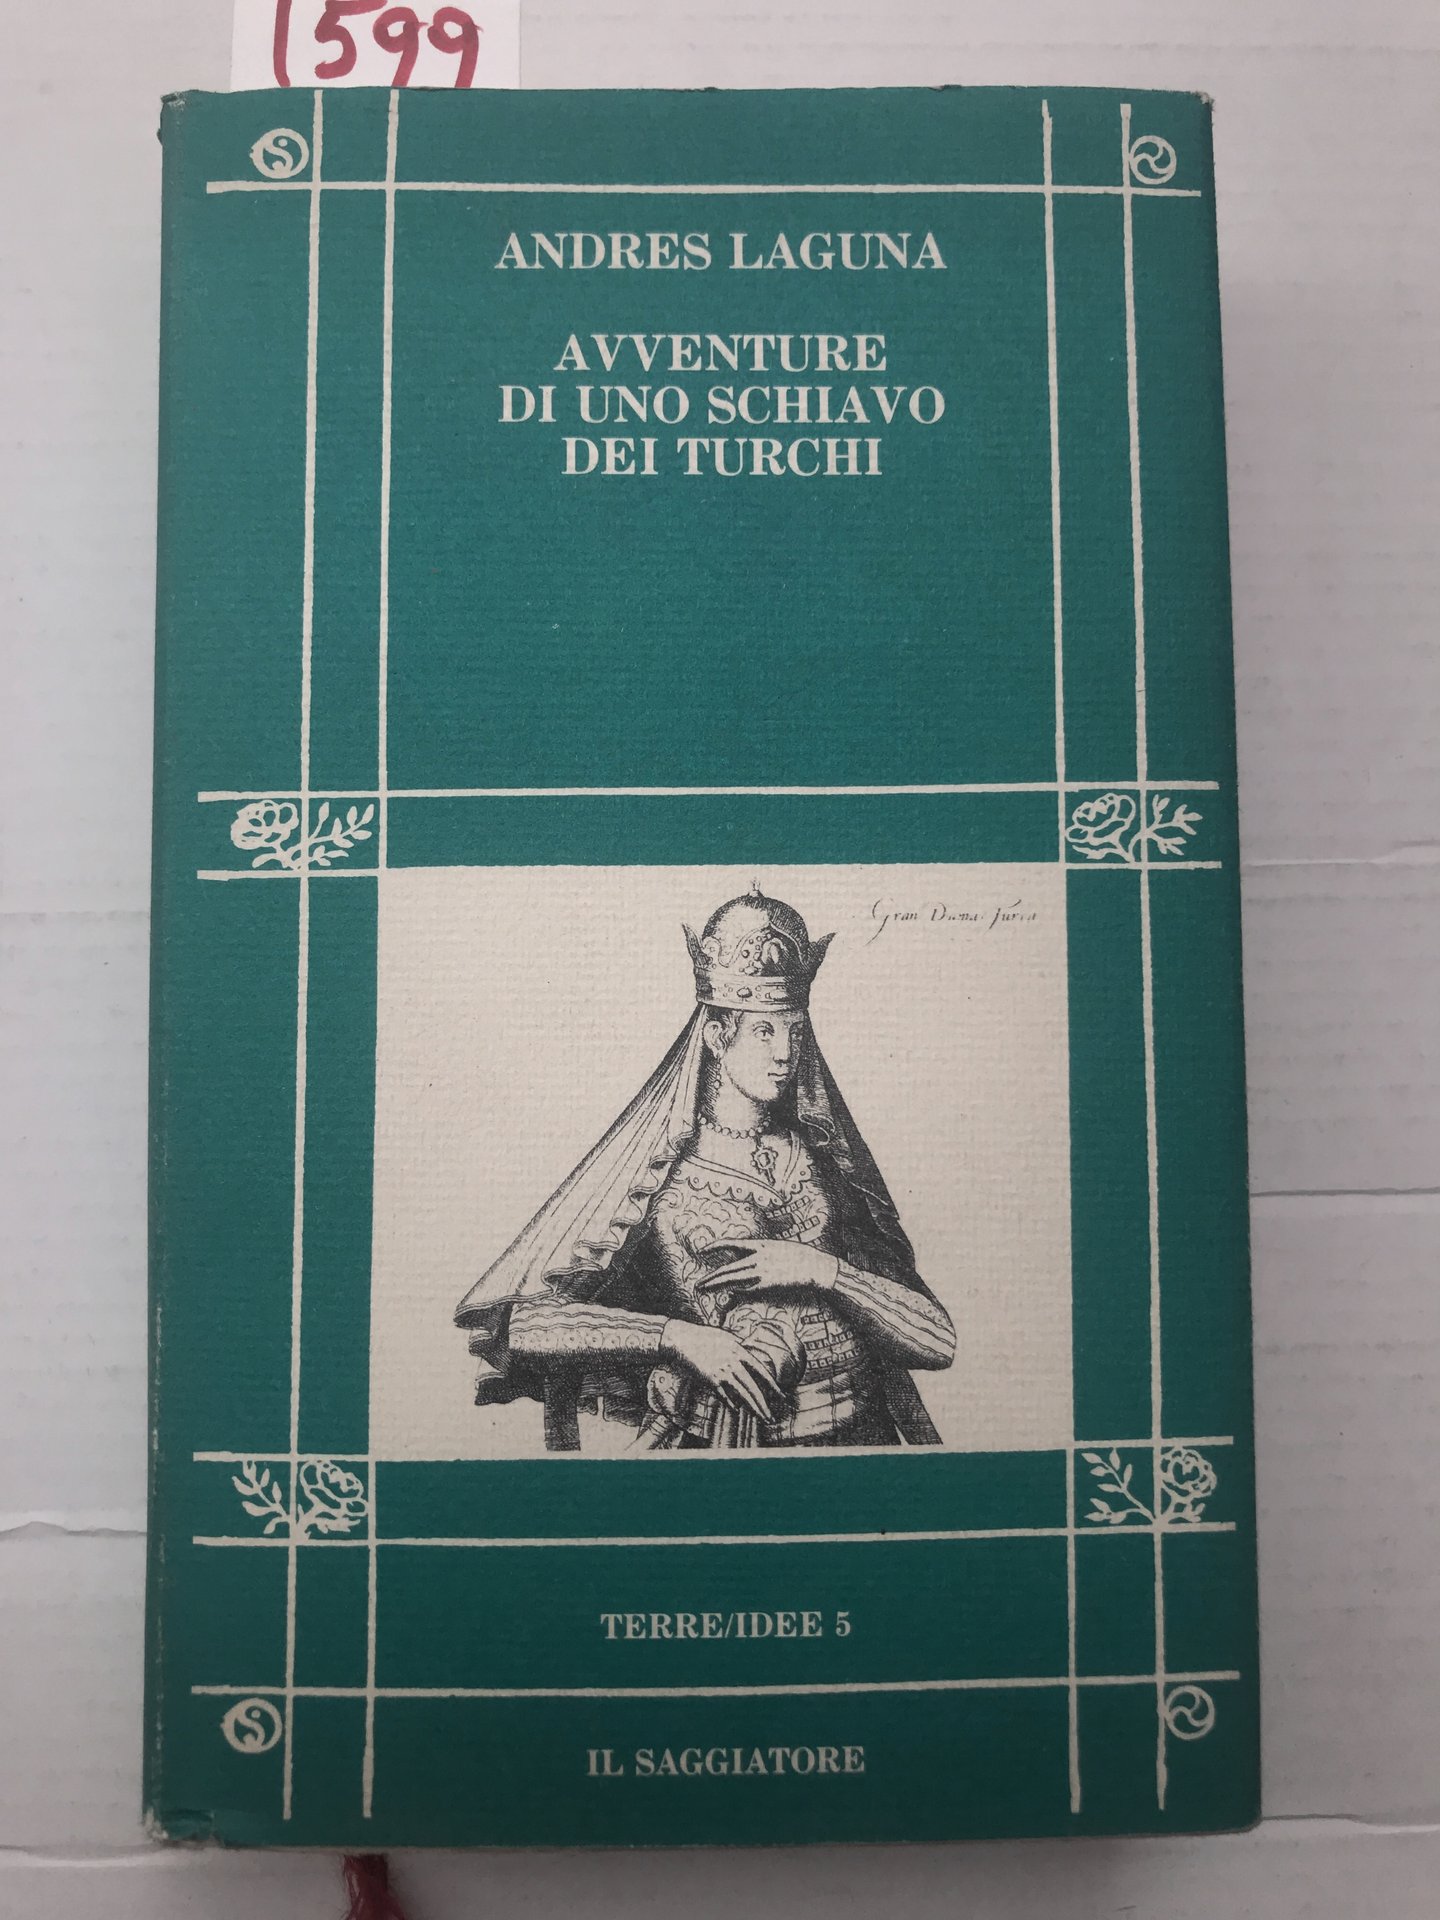 1599
ANDRES LAGUNA
AVVENTURE
DI UNO SCHIAVO
DEI TURCHI
Gran Dama Turca
TERRE/IDEE 5
IL SAGGIATORE